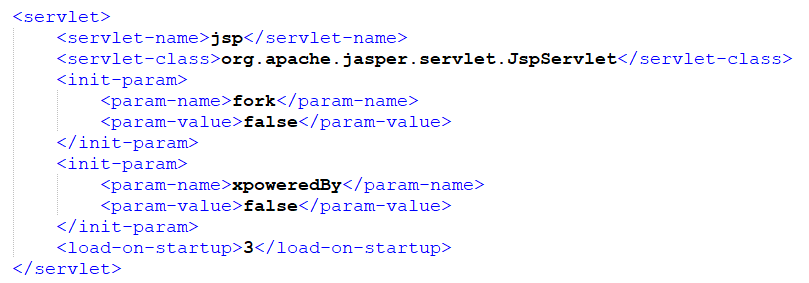 <servlet>
    <servlet-name>jsp</servlet-name>
    <servlet-class>org.apache.jasper.servlet.JspServlet</servlet-class>
    <init-param>
        <param-name>fork</param-name>
        <param-value>false</param-value>
    </init-param>
    <init-param>
        <param-name>xpoweredBy</param-name>
        <param-value>false</param-value>
    </init-param>
    <load-on-startup>3</load-on-startup>
</servlet>